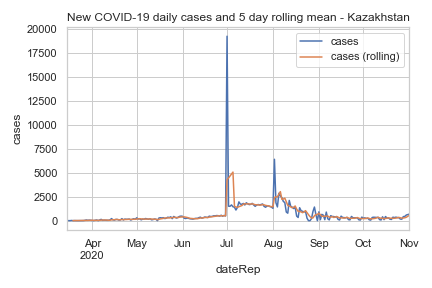 New COVID-19 daily cases and 5 day rolling mean - Kazakhstan
20000
17500
15000
12500
10000
7500
5000
2500
0
cases
cases
cases (rolling)
Apr May Jun Jul Aug Sep Oct Nov
2020
dateRep